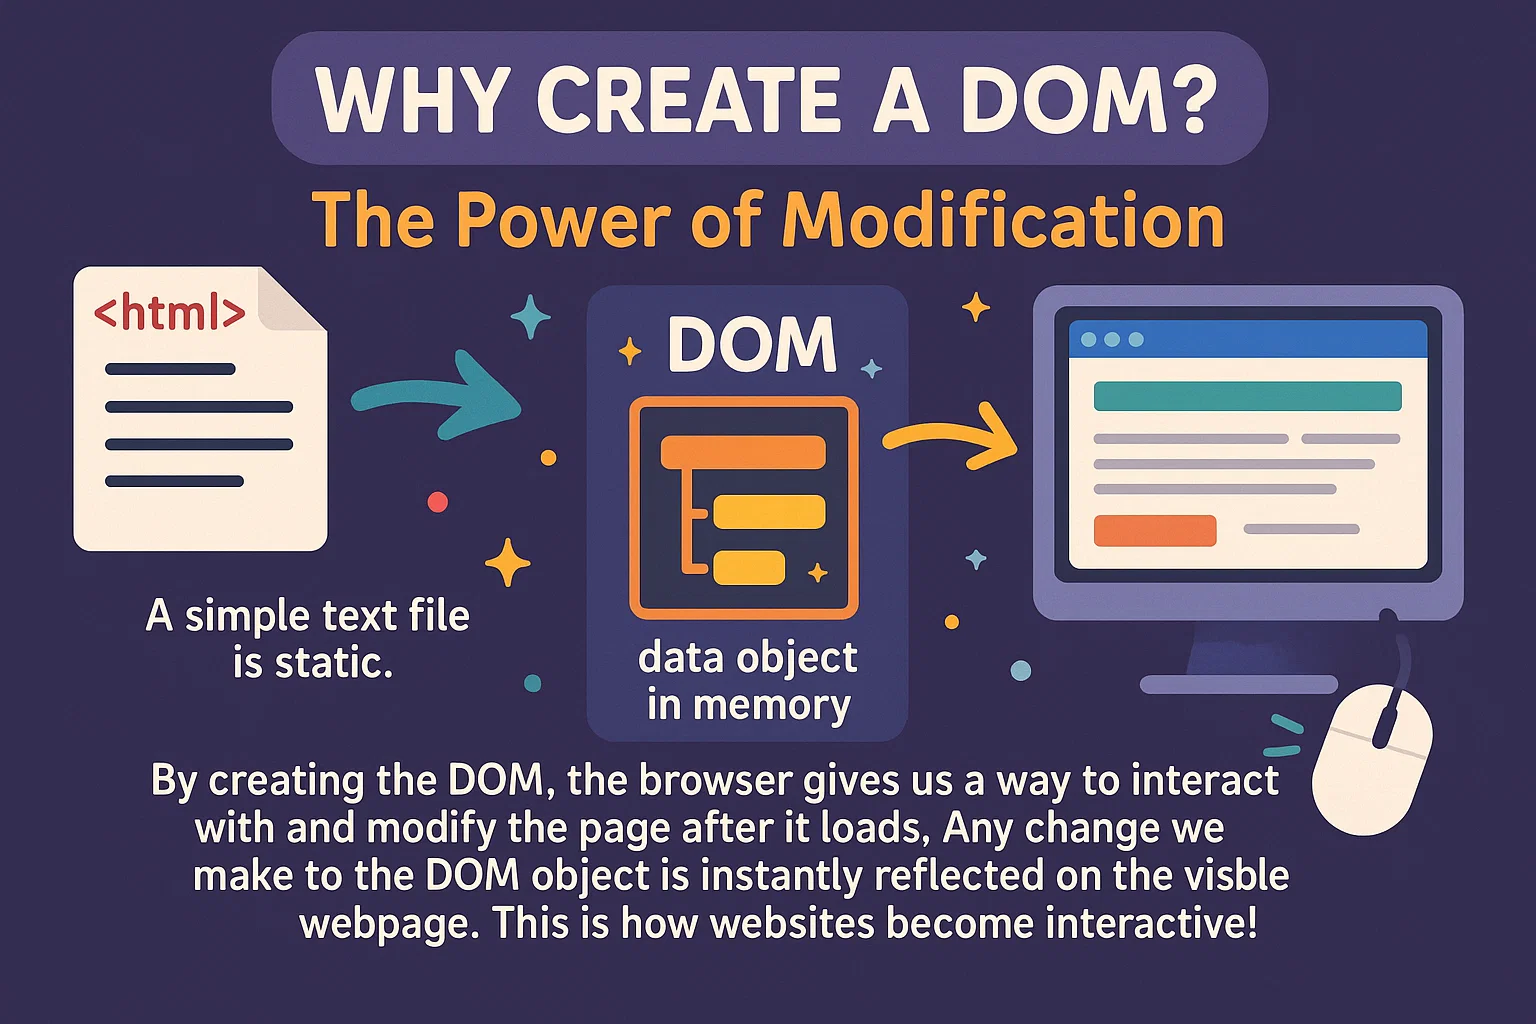 WHY CREATE A DOM?
The Power of Modification
<html>
DOM
A simple text file
is static.
data object
in memory
By creating the DOM, the browser gives us a way to interact
with and modify the page after it loads, Any change we
make to the DOM object is instantly reflected on the visble
webpage. This is how websites become interactive!